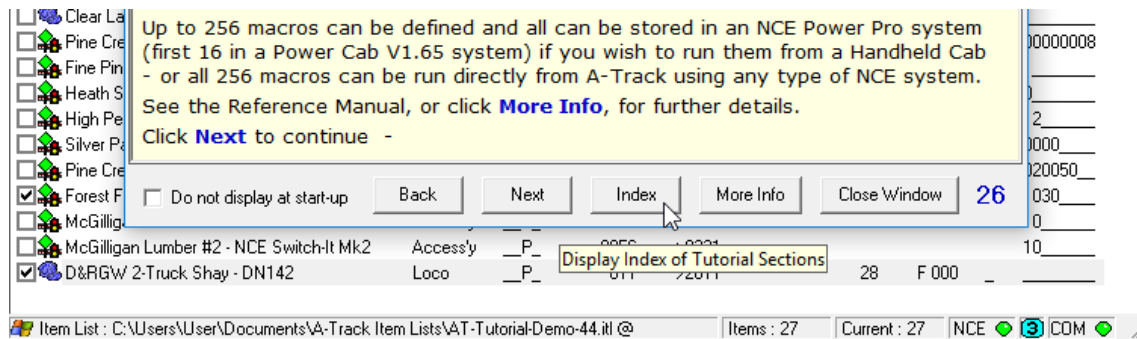 Clear La
Up to 256 macros can be defined and all can be stored in an NCE Power Pro system
Pine Cre
(first 16 in a Power Cab V1.65 system) if you wish to run them from a Handheld Cab
00000008
Fine Pin
- or all 256 macros can be run directly from A-Track using any type of NCE system.
Heath S
See the Reference Manual, or click More Info, for further details.
High Pe
2____
Click Next to continue -
Silver Pa
0000____
Pine Cre
020050__
Forest F
Do not display at start-up Back Next Index More Info Close Window 26
030____
McGillig
0____
McGilligan Lumber #2 - NCE Switch-It Mk2 Access'y __P_
10____
Display Index of Tutorial Sections
D&RGW 2-Truck Shay - DN142 Loco __P_ 28 F 000 _ ________
Item List : C:\Users\User\Documents\A-Track Item Lists\AT-Tutorial-Demo-44.itl @ Items : 27 Current : 27 NCE 3 COM